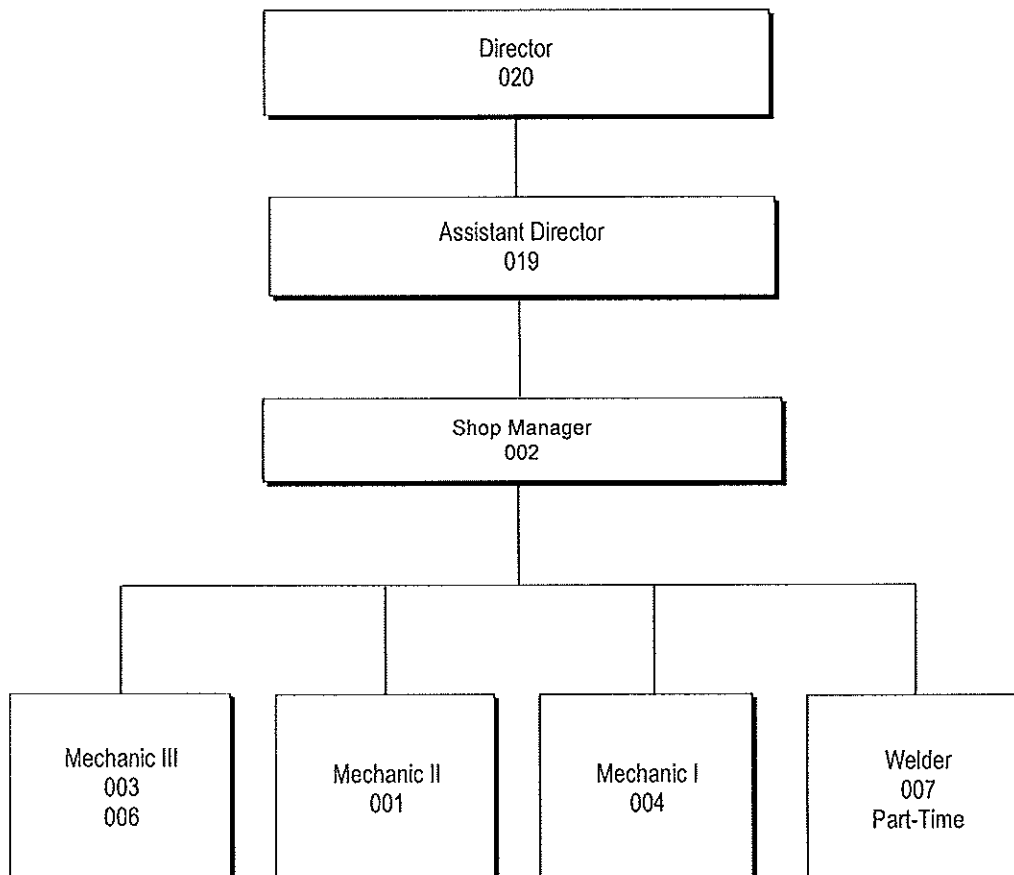 Director
020
Assistant Director
019
Shop Manager
002
Mechanic III
003
006
Mechanic II
001
Mechanic I
004
Welder
007
Part-Time